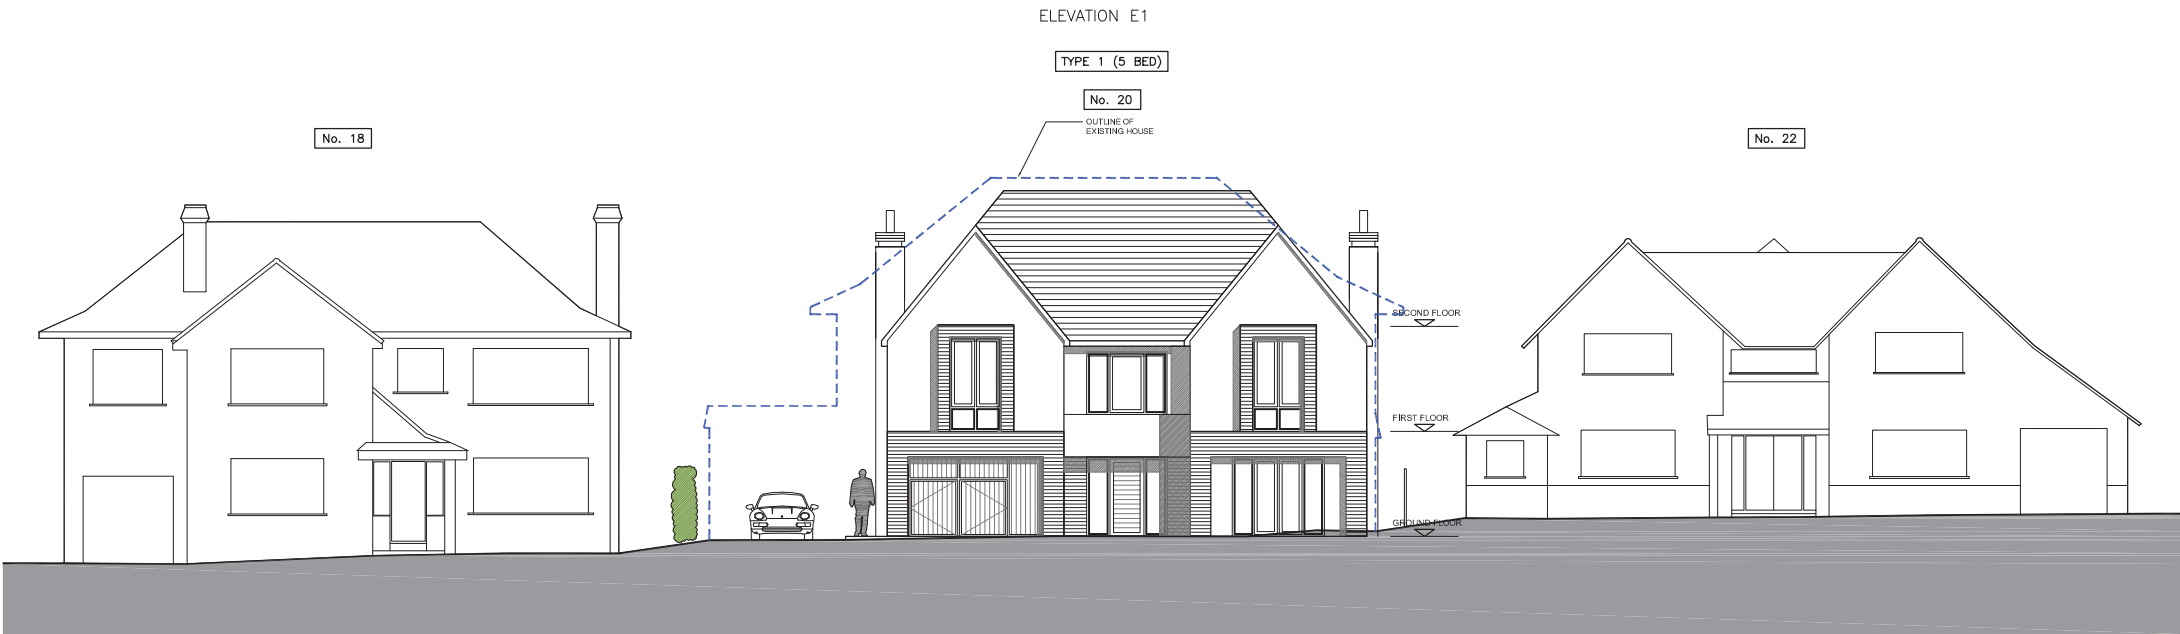 ELEVATION E1
TYPE 1 (5 BED)
No. 20
OUTLINE OF
EXISTING HOUSE
No. 18
No. 22
SECOND FLOOR
FIRST FLOOR
GROUND FLOOR